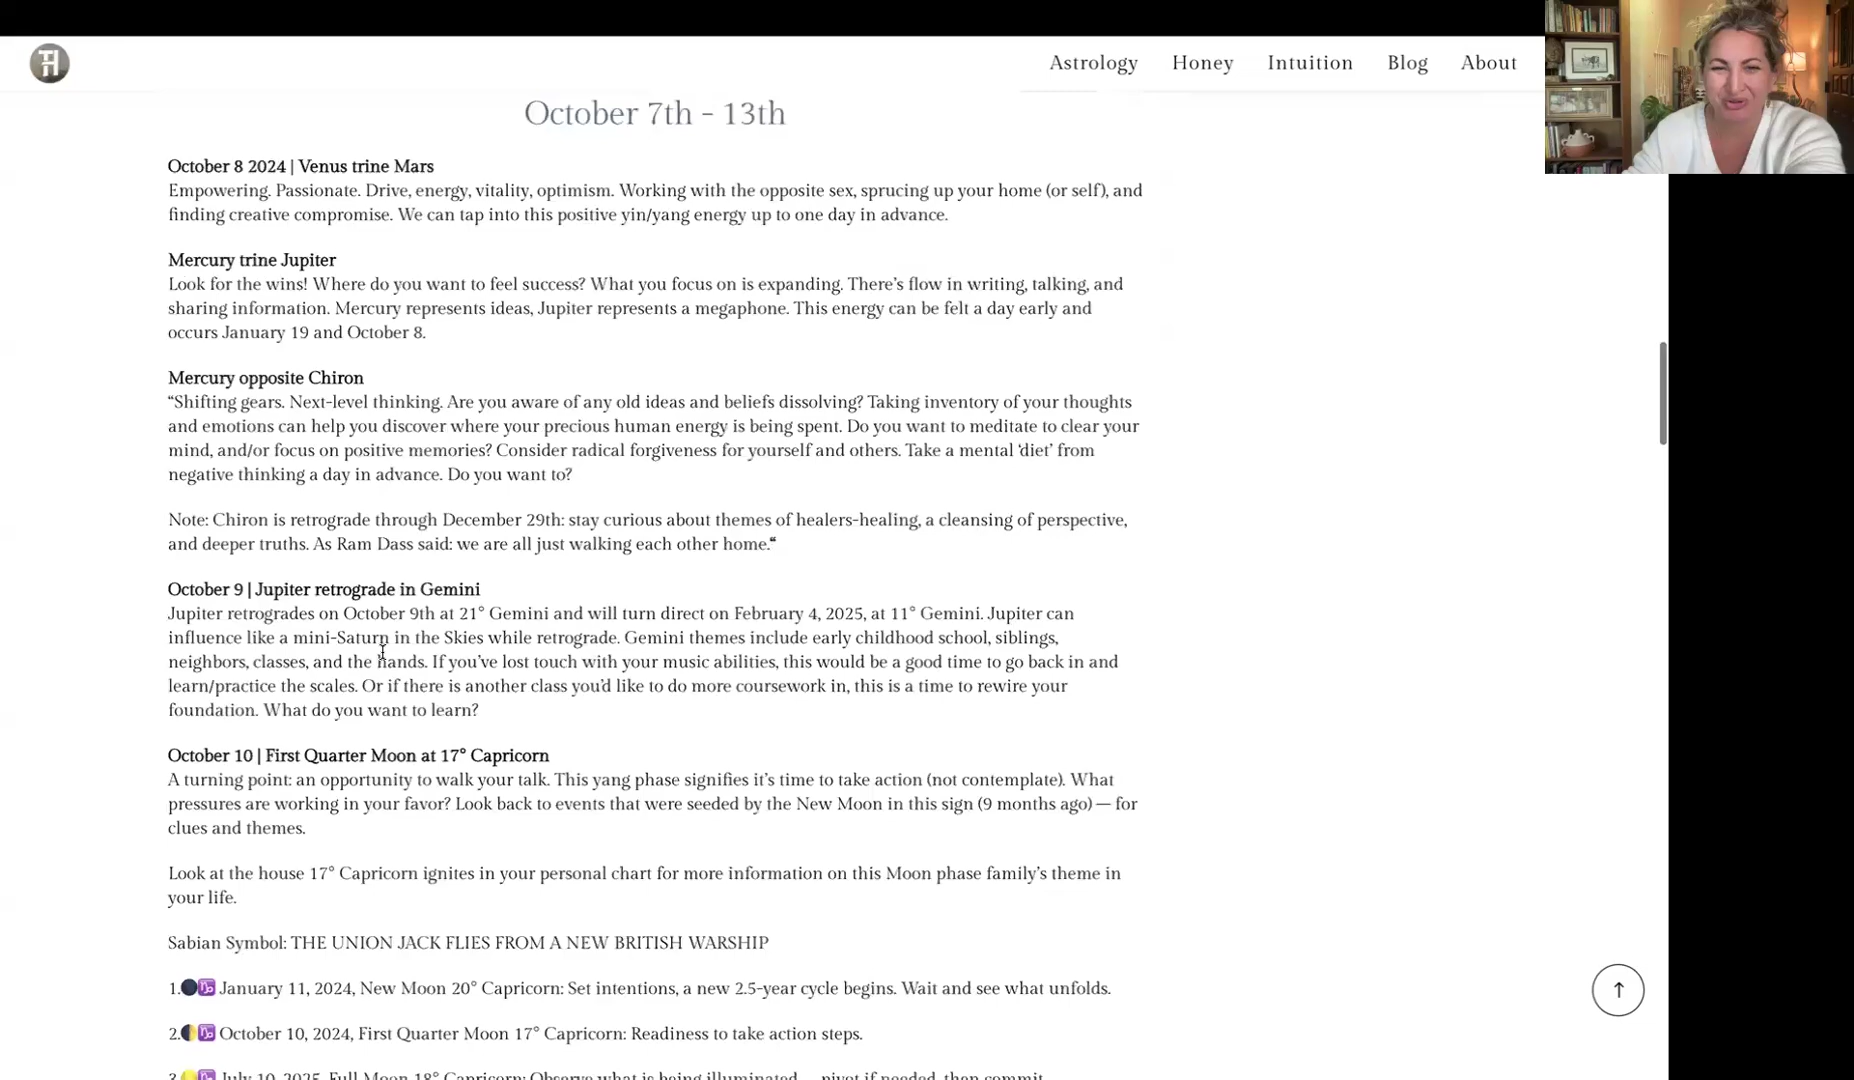 TH
Astrology Honey Intuition Blog About
October 7th - 13th
October 8 2024 | Venus trine Mars
Empowering. Passionate. Drive, energy, vitality, optimism. Working with the opposite sex, sprucing up your home (or self), and
finding creative compromise. We can tap into this positive yin/yang energy up to one day in advance.
Mercury trine Jupiter
Look for the wins! Where do you want to feel success? What you focus on is expanding. There’s flow in writing, talking, and
sharing information. Mercury represents ideas, Jupiter represents a megaphone. This energy can be felt a day early and
occurs January 19 and October 8.
Mercury opposite Chiron
“Shifting gears. Next-level thinking. Are you aware of any old ideas and beliefs dissolving? Taking inventory of your thoughts
and emotions can help you discover where your precious human energy is being spent. Do you want to meditate to clear your
mind, and/or focus on positive memories? Consider radical forgiveness for yourself and others. Take a mental ‘diet’ from
negative thinking a day in advance. Do you want to?
Note: Chiron is retrograde through December 29th: stay curious about themes of healers-healing, a cleansing of perspective,
and deeper truths. As Ram Dass said: we are all just walking each other home.“
October 9 | Jupiter retrograde in Gemini
Jupiter retrogrades on October 9th at 21° Gemini and will turn direct on February 4, 2025, at 11° Gemini. Jupiter can
influence like a mini-Saturn in the Skies while retrograde. Gemini themes include early childhood school, siblings,
neighbors, classes, and the hands. If you’ve lost touch with your music abilities, this would be a good time to go back in and
learn/practice the scales. Or if there is another class you’d like to do more coursework in, this is a time to rewire your
foundation. What do you want to learn?
October 10 | First Quarter Moon at 17° Capricorn
A turning point: an opportunity to walk your talk. This yang phase signifies it’s time to take action (not contemplate). What
pressures are working in your favor? Look back to events that were seeded by the New Moon in this sign (9 months ago) — for
clues and themes.
Look at the house 17° Capricorn ignites in your personal chart for more information on this Moon phase family’s theme in
your life.
Sabian Symbol: THE UNION JACK FLIES FROM A NEW BRITISH WARSHIP
1.🌑♑ January 11, 2024, New Moon 20° Capricorn: Set intentions, a new 2.5-year cycle begins. Wait and see what unfolds.
2.🌓♑ October 10, 2024, First Quarter Moon 17° Capricorn: Readiness to take action steps.
3.🌕♑ July 10, 2025, Full Moon 18° Capricorn: Observe what is being illuminated — pivot if needed, then commit.